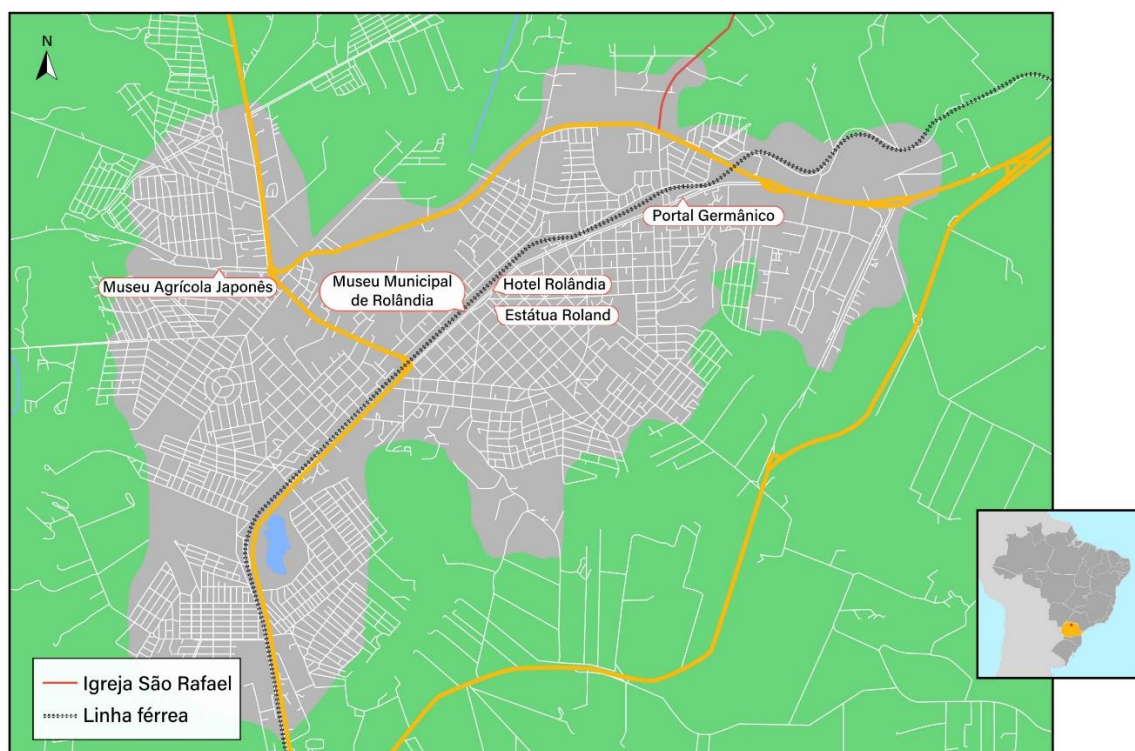 N
Portal Germânico
Museu Agrícola Japonês
Museu Municipal
de Rolândia
Hotel Rolândia
Estátua Roland
Igreja São Rafael
Linha férrea